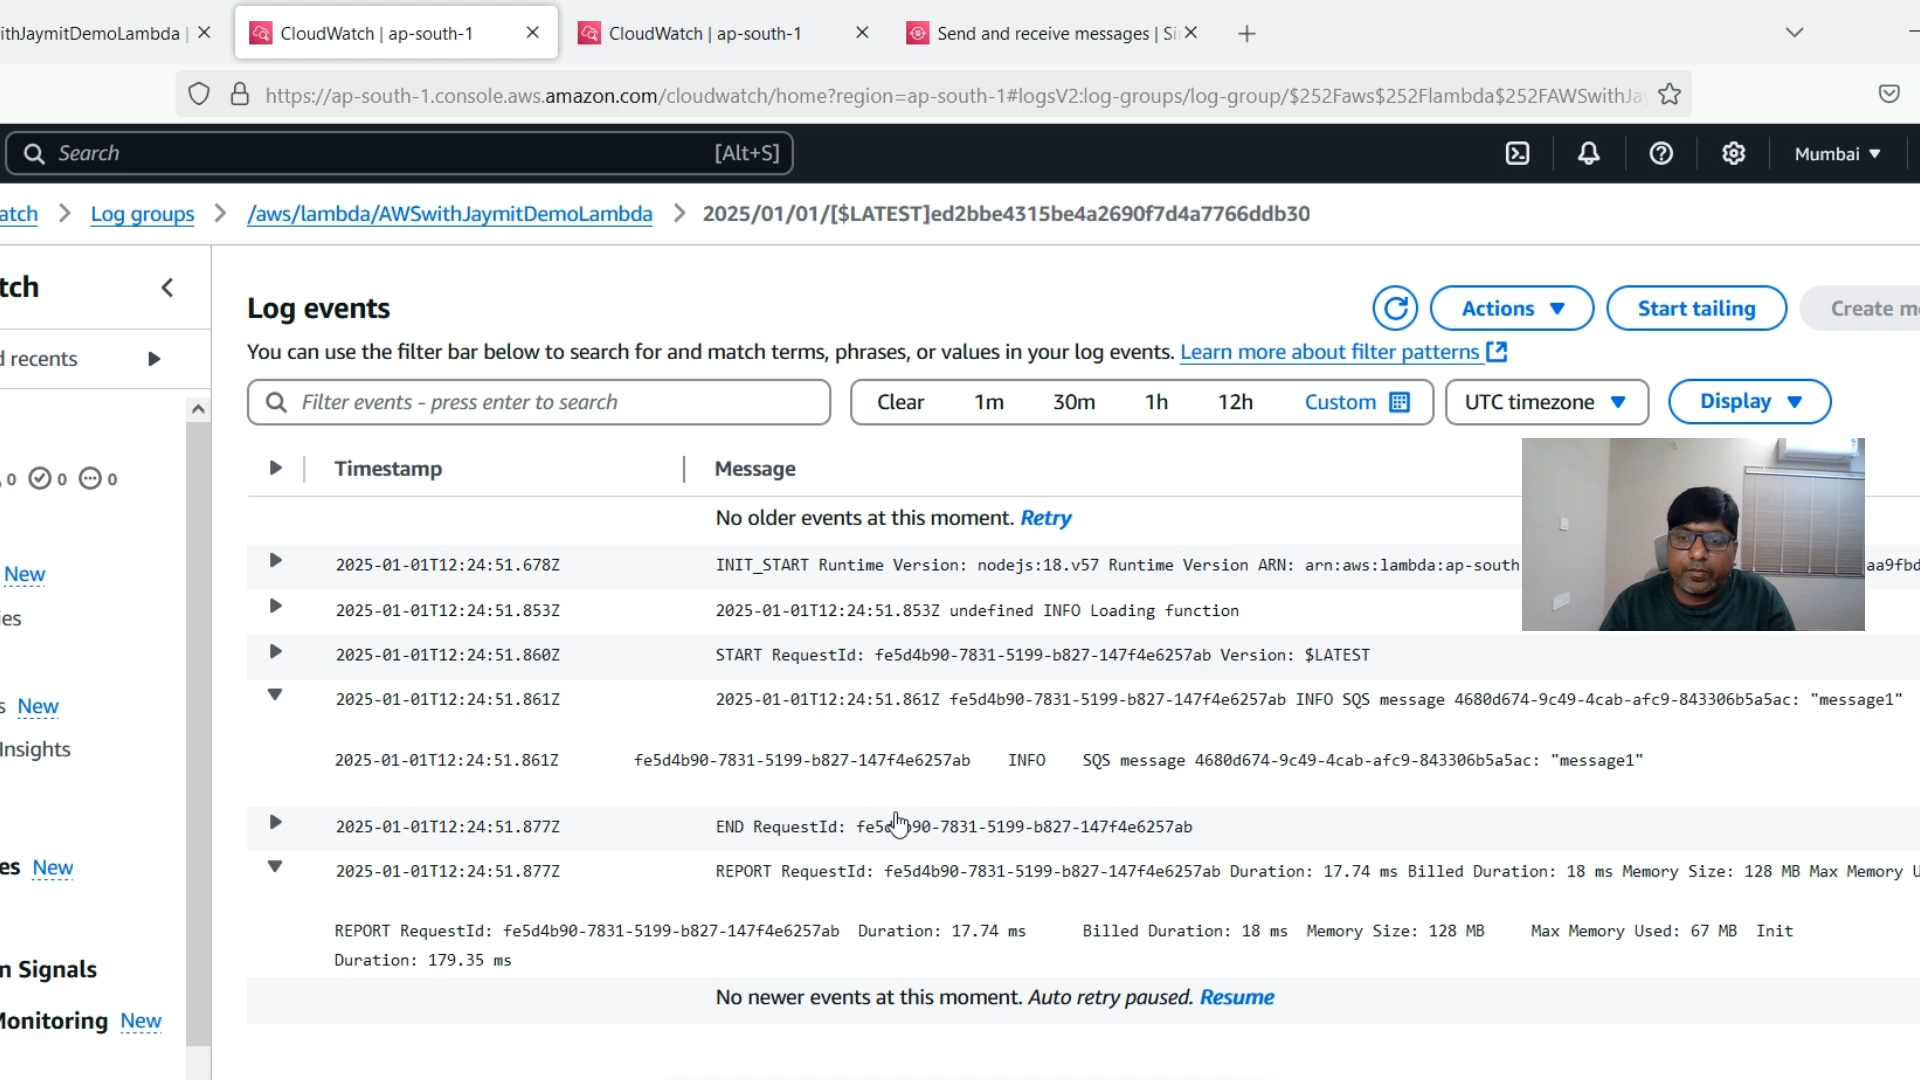 ithJaymitDemoLambda
CloudWatch | ap-south-1
CloudWatch | ap-south-1
Send and receive messages |
https://ap-south-1.console.aws.amazon.com/cloudwatch/home?region=ap-south-1#logsV2:log-groups/log-group/$252Faws$252Flambda$252FAWSwithJa
Search [Alt+S] Mumbai
atch > Log groups > /aws/lambda/AWSwithJaymitDemoLambda > 2025/01/01/[$LATEST]ed2bbe4315be4a2690f7d4a7766ddb30
tch
d recents
0 0 0
New
ies
s New
Insights
es New
n Signals
Monitoring New
Log events
Actions Start tailing Create m
You can use the filter bar below to search for and match terms, phrases, or values in your log events. Learn more about filter patterns
Filter events - press enter to search Clear 1m 30m 1h 12h Custom UTC timezone Display
Timestamp Message
No older events at this moment. Retry
2025-01-01T12:24:51.678Z INIT_START Runtime Version: nodejs:18.v57 Runtime Version ARN: arn:aws:lambda:ap-south aa9fbd
2025-01-01T12:24:51.853Z 2025-01-01T12:24:51.853Z undefined INFO Loading function
2025-01-01T12:24:51.860Z START RequestId: fe5d4b90-7831-5199-b827-147f4e6257ab Version: $LATEST
2025-01-01T12:24:51.861Z 2025-01-01T12:24:51.861Z fe5d4b90-7831-5199-b827-147f4e6257ab INFO SQS message 4680d674-9c49-4cab-afc9-843306b5a5ac: "message1"
2025-01-01T12:24:51.861Z fe5d4b90-7831-5199-b827-147f4e6257ab INFO SQS message 4680d674-9c49-4cab-afc9-843306b5a5ac: "message1"
2025-01-01T12:24:51.877Z END RequestId: fe5d4b90-7831-5199-b827-147f4e6257ab
2025-01-01T12:24:51.877Z REPORT RequestId: fe5d4b90-7831-5199-b827-147f4e6257ab Duration: 17.74 ms Billed Duration: 18 ms Memory Size: 128 MB Max Memory U
REPORT RequestId: fe5d4b90-7831-5199-b827-147f4e6257ab Duration: 17.74 ms Billed Duration: 18 ms Memory Size: 128 MB Max Memory Used: 67 MB Init
Duration: 179.35 ms
No newer events at this moment. Auto retry paused. Resume